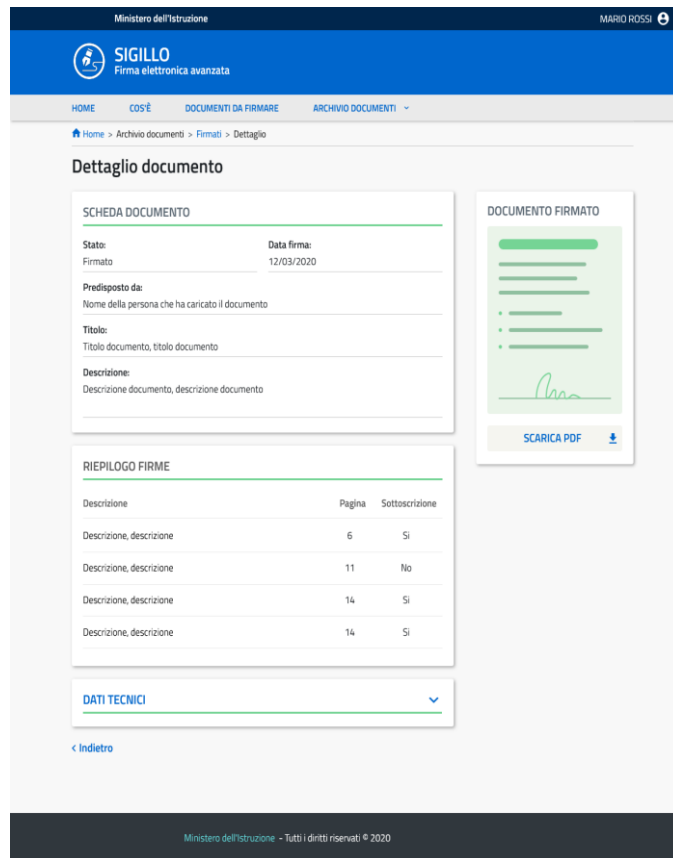 Ministero dell'Istruzione MARIO ROSSI
SIGILLO
Firma elettronica avanzata
HOME COS'È DOCUMENTI DA FIRMARE ARCHIVIO DOCUMENTI
Home > Archivio documenti > Firmati > Dettaglio
Dettaglio documento
SCHEDA DOCUMENTO
Stato: Data firma:
Firmato 12/03/2020
Predisposto da:
Nome della persona che ha caricato il documento
Titolo:
Titolo documento, titolo documento
Descrizione:
Descrizione documento, descrizione documento
DOCUMENTO FIRMATO
SCARICA PDF
RIEPILOGO FIRME
Descrizione Pagina Sottoscrizione
Descrizione, descrizione 6 Si
Descrizione, descrizione 11 No
Descrizione, descrizione 14 Si
Descrizione, descrizione 14 Si
DATI TECNICI
< Indietro
Ministero dell'Istruzione - Tutti i diritti riservati © 2020